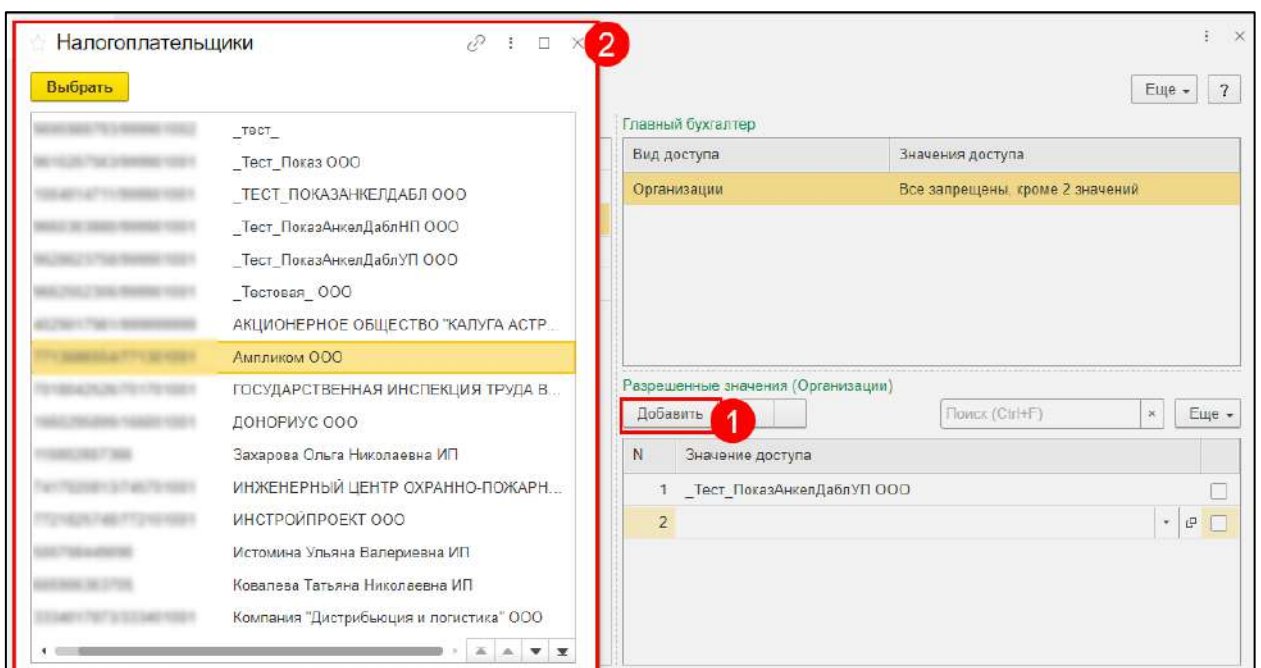 Налогоплательщики
2
Выбрать
Еще
?
_тест_
_Тест_Показ ООО
_ТЕСТ_ПОКАЗАНКЕЛДАБЛ ООО
_Тест_ПоказАнкелДаблНП ООО
_Тест_ПоказАнкелДаблУП ООО
_Тестовая_ ООО
АКЦИОНЕРНОЕ ОБЩЕСТВО "КАЛУГА АСТР...
Ампликом ООО
ГОСУДАРСТВЕННАЯ ИНСПЕКЦИЯ ТРУДА В...
ДОНОРИУС ООО
Захарова Ольга Николаевна ИП
ИНЖЕНЕРНЫЙ ЦЕНТР ОХРАННО-ПОЖАРН...
ИНСТРОЙПРОЕКТ ООО
Истомина Ульяна Валериевна ИП
Ковалева Татьяна Николаевна ИП
Компания "Дистрибьюция и логистика" ООО
Главный бухгалтер
Вид доступа Значения доступа
Организации Все запрещены, кроме 2 значений
Разрешенные значения (Организации)
Добавить 1 Поиск (Ctrl+F) × Еще
N Значение доступа
1 _Тест_ПоказАнкелДаблУП ООО
2